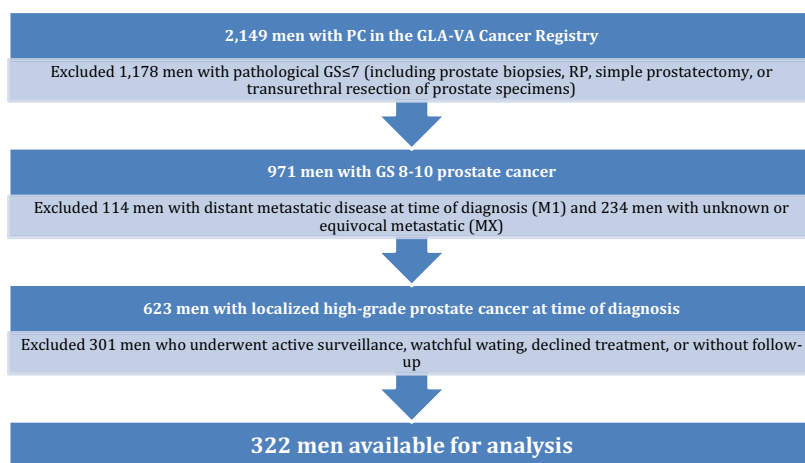 2,149 men with PC in the GLA-VA Cancer Registry
Excluded 1,178 men with pathological GS≤7 (including prostate biopsies, RP, simple prostatectomy, or
transurethral resection of prostate specimens)
971 men with GS 8-10 prostate cancer
Excluded 114 men with distant metastatic disease at time of diagnosis (M1) and 234 men with unknown or
equivocal metastatic (MX)
623 men with localized high-grade prostate cancer at time of diagnosis
Excluded 301 men who underwent active surveillance, watchful wating, declined treatment, or without follow-
up
322 men available for analysis